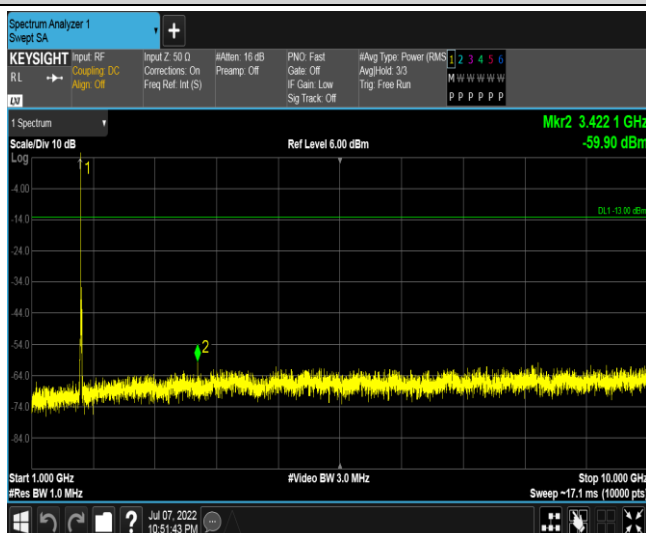 Spectrum Analyzer 1
Swept SA
+
KEYSIGHT Input: RF Input Z: 50 Ω #Atten: 16 dB PNO: Fast #Avg Type: Power (RMS 1 2 3 4 5 6
RL Coupling: DC Corrections: On Preamp: Off Gate: Off Avg|Hold: 3/3 M W W W W W
Align: Off Freq Ref: Int (S) IF Gain: Low Trig: Free Run
Sig Track: Off P P P P P P
LXI
1 Spectrum Mkr2 3.422 1 GHz
Scale/Div 10 dB Ref Level 6.00 dBm -59.90 dBm
Log
1
-4.00
DL1 -13.00 dBm
-14.0
-24.0
-34.0
-44.0
-54.0
2
-64.0
-74.0
-84.0
Start 1.000 GHz #Video BW 3.0 MHz Stop 10.000 GHz
#Res BW 1.0 MHz Sweep ~17.1 ms (10000 pts)
? Jul 07, 2022
10:51:43 PM